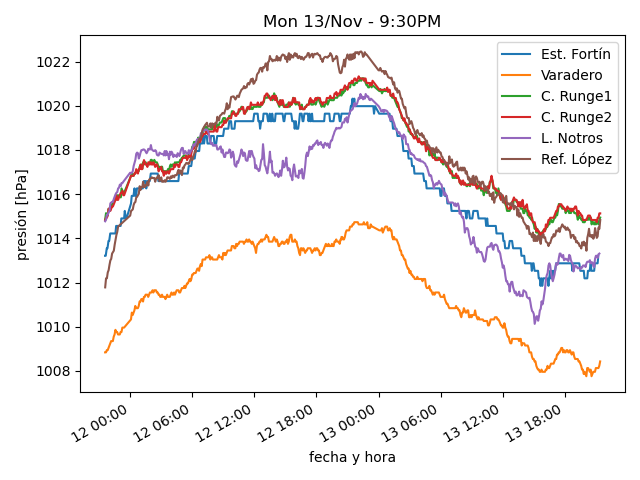 Mon 13/Nov - 9:30PM
Est. Fortín
Varadero
C. Runge1
C. Runge2
L. Notros
Ref. López
presión [hPa]
1022
1020
1018
1016
1014
1012
1010
1008
12 00:00
12 06:00
12 12:00
12 18:00
13 00:00
13 06:00
13 12:00
13 18:00
fecha y hora